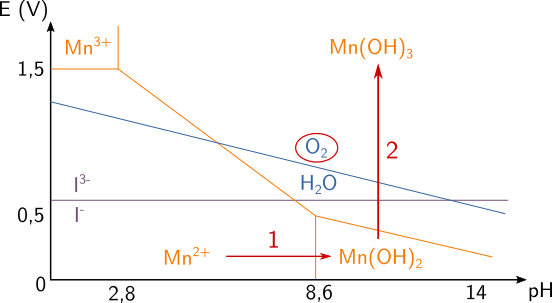 E (V)
Mn³⁺
Mn(OH)₃
1,5
O₂
2
I³⁻
H₂O
0,5
I⁻
1
Mn²⁺
Mn(OH)₂
0
2,8
8,6
14
pH